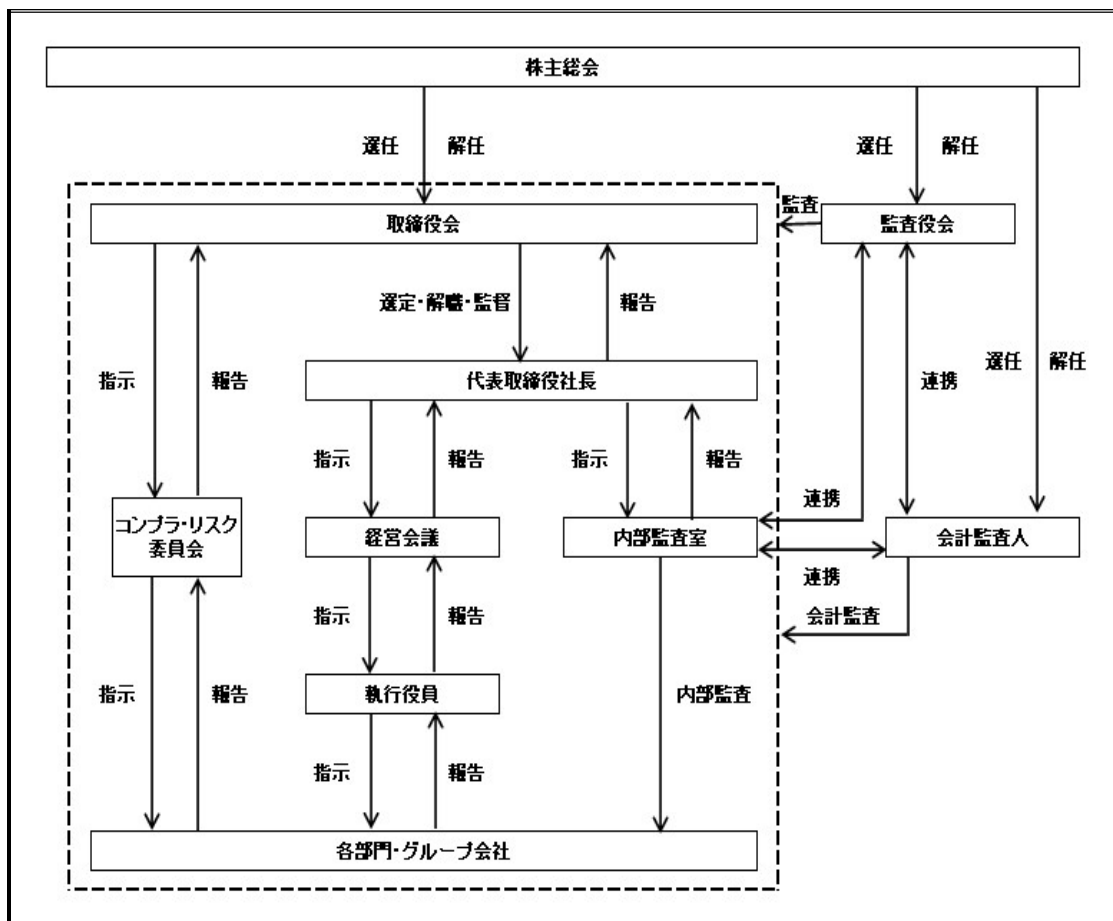 株主総会
選任 解任
選任 解任
取締役会
監査
監査役会
選定・解職・監督
報告
代表取締役社長
選任 解任
指示
報告
連携
指示
報告
指示
報告
連携
コンプラ・リスク
委員会
経営会議
内部監査室
会計監査人
連携
会計監査
指示
報告
指示
報告
執行役員
内部監査
指示
報告
各部門・グループ会社